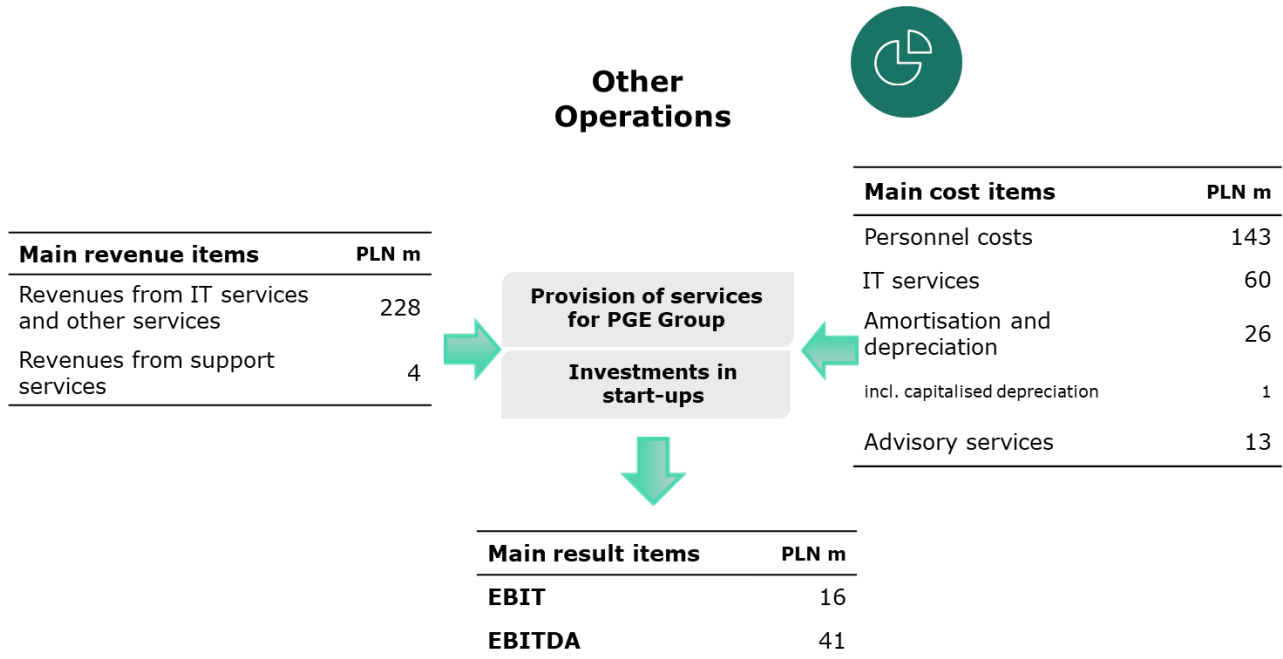 Other
Operations
Main revenue items PLN m
Revenues from IT services
and other services 228
Revenues from support
services 4
Provision of services
for PGE Group
Investments in
start-ups
Main cost items PLN m
Personnel costs 143
IT services 60
Amortisation and
depreciation 26
incl. capitalised depreciation 1
Advisory services 13
Main result items PLN m
EBIT 16
EBITDA 41